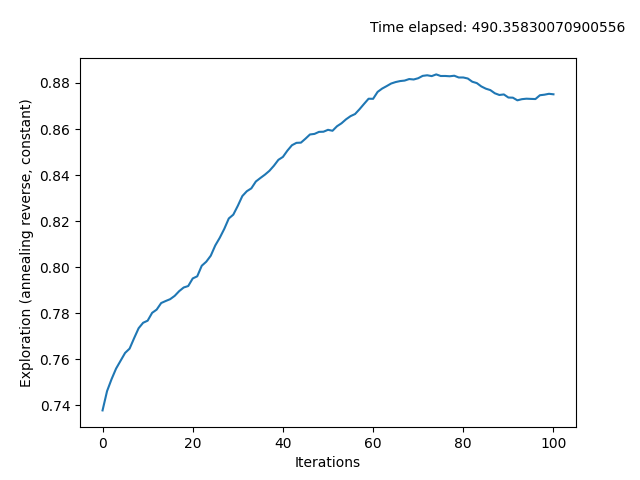 Time elapsed: 490.35830070900556
0.88
0.86
0.84
0.82
0.80
0.78
0.76
0.74
Exploration (annealing reverse, constant)
0 20 40 60 80 100
Iterations